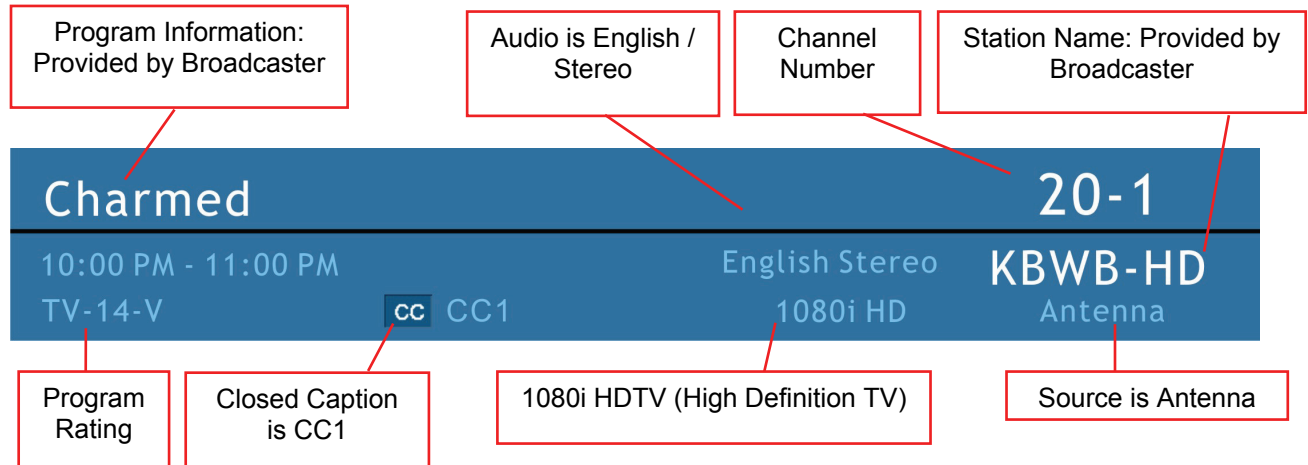 Program Information:
Provided by Broadcaster
Audio is English /
Stereo
Channel
Number
Station Name: Provided by
Broadcaster
Charmed
20-1
10:00 PM - 11:00 PM
English Stereo
KBWB-HD
TV-14-V
CC CC1
1080i HD
Antenna
Program
Rating
Closed Caption
is CC1
1080i HDTV (High Definition TV)
Source is Antenna